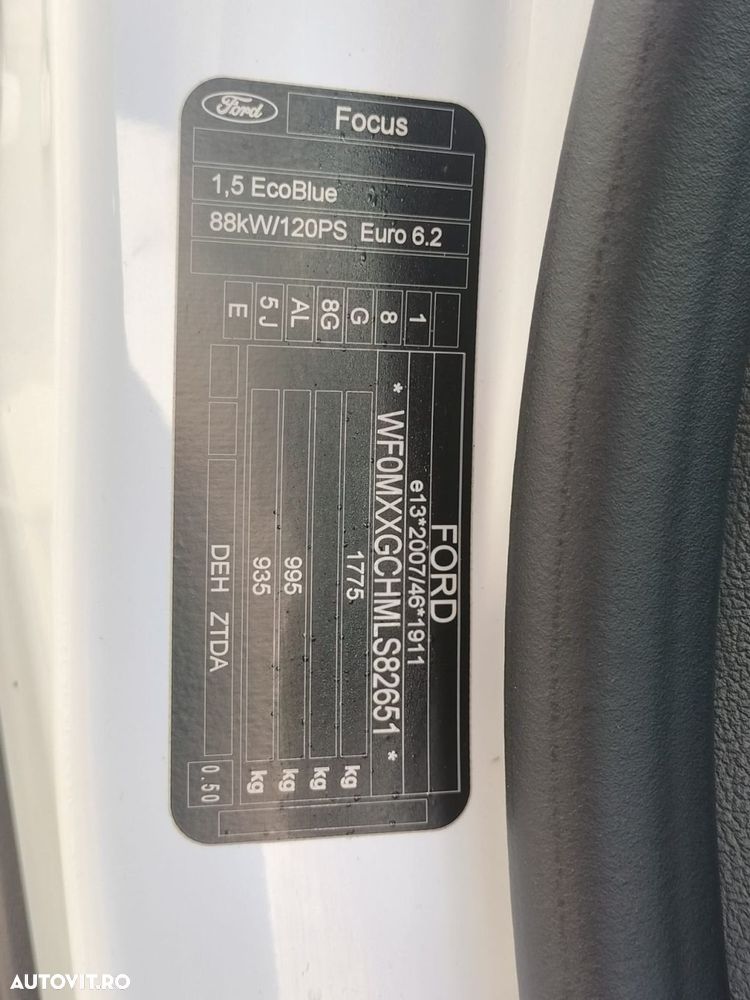 Ford
Focus
1,5 EcoBlue
88kW/120PS Euro 6.2
1
8
G
8G
AL
5J
E
FORD
e13*2007/46*1911
* WF0MXXGCHMLS82651 *
1775 kg
kg
995 kg
935 kg
DEH ZTDA
0.50
AUTOVIT.RO